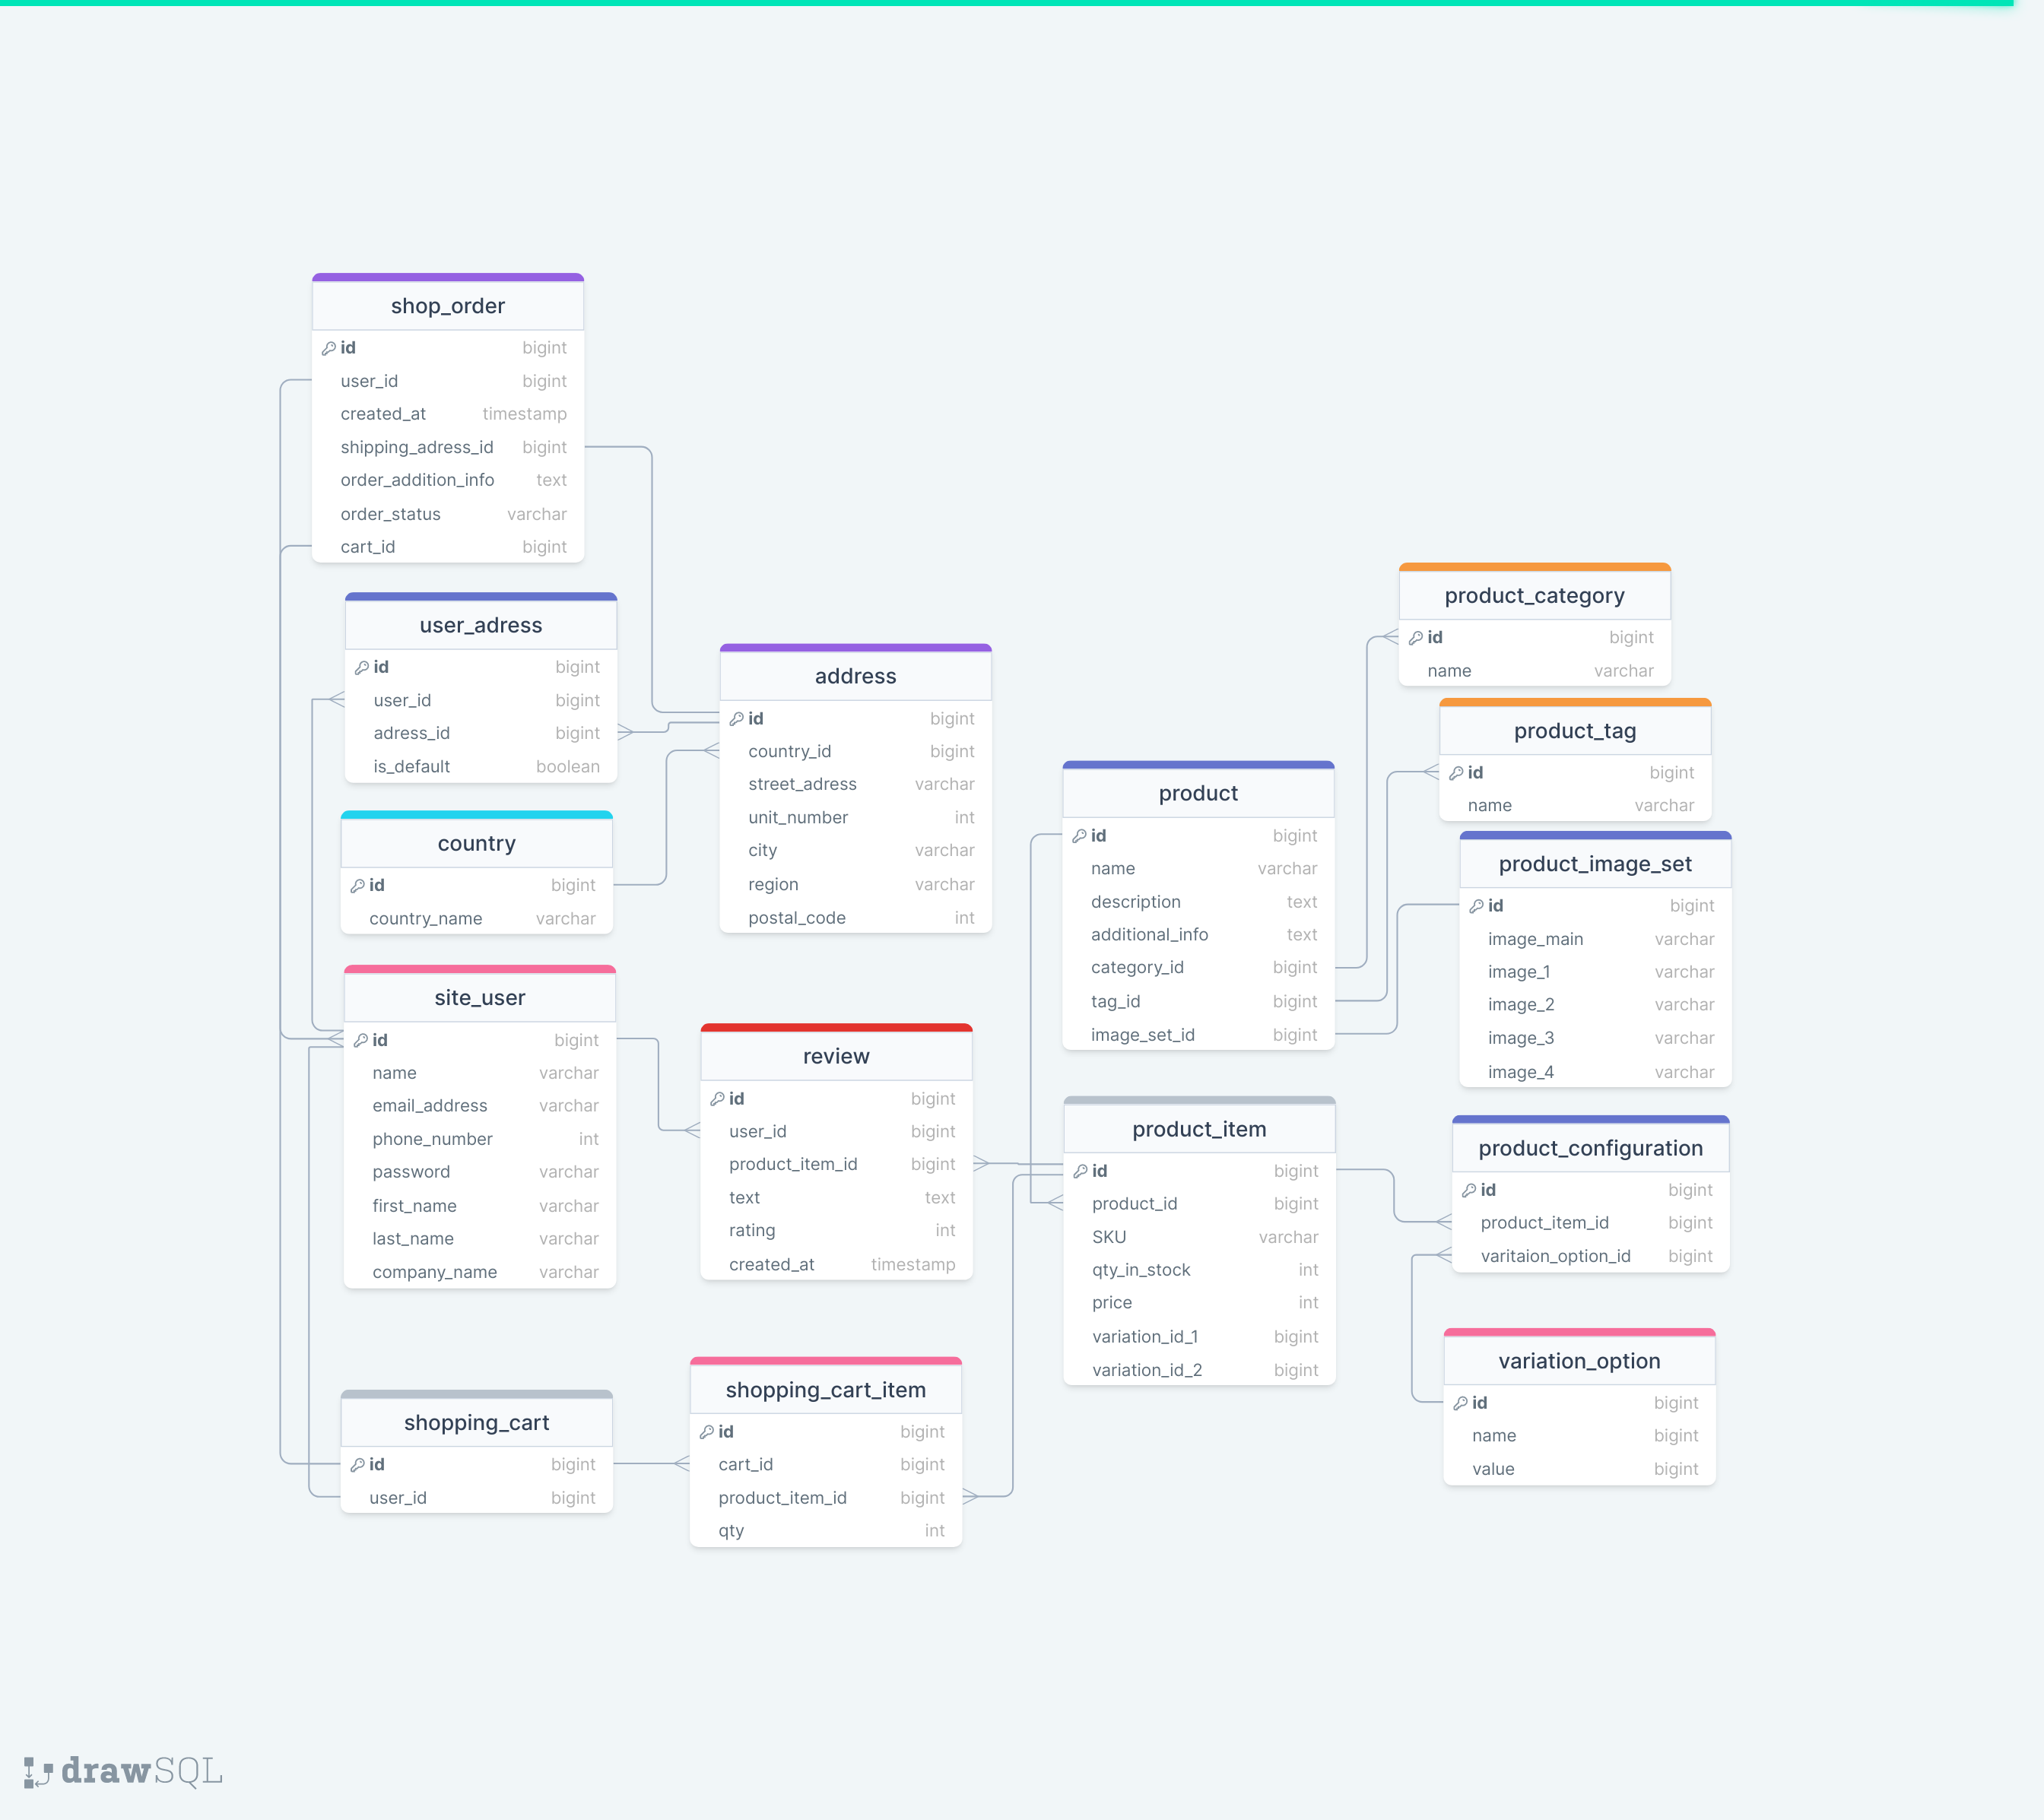 shop_order
id bigint
user_id bigint
created_at timestamp
shipping_adress_id bigint
order_addition_info text
order_status varchar
cart_id bigint
user_adress
id bigint
user_id bigint
adress_id bigint
is_default boolean
country
id bigint
country_name varchar
site_user
id bigint
name varchar
email_address varchar
phone_number int
password varchar
first_name varchar
last_name varchar
company_name varchar
shopping_cart
id bigint
user_id bigint
address
id bigint
country_id bigint
street_adress varchar
unit_number int
city varchar
region varchar
postal_code int
review
id bigint
user_id bigint
product_item_id bigint
text text
rating int
created_at timestamp
shopping_cart_item
id bigint
cart_id bigint
product_item_id bigint
qty int
product
id bigint
name varchar
description text
additional_info text
category_id bigint
tag_id bigint
image_set_id bigint
product_item
id bigint
product_id bigint
SKU varchar
qty_in_stock int
price int
variation_id_1 bigint
variation_id_2 bigint
product_category
id bigint
name varchar
product_tag
id bigint
name varchar
product_image_set
id bigint
image_main varchar
image_1 varchar
image_2 varchar
image_3 varchar
image_4 varchar
product_configuration
id bigint
product_item_id bigint
varitaion_option_id bigint
variation_option
id bigint
name bigint
value bigint
drawSQL